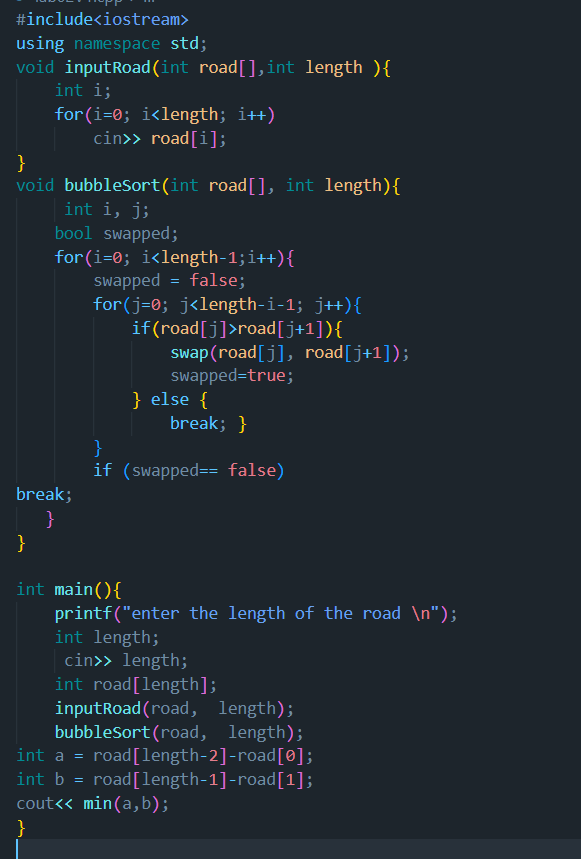 #include<iostream>
using namespace std;
void inputRoad(int road[],int length ){
    int i;
    for(i=0; i<length; i++)
        cin>> road[i];
}
void bubbleSort(int road[], int length){
     int i, j;
    bool swapped;
    for(i=0; i<length-1;i++){
        swapped = false;
        for(j=0; j<length-i-1; j++){
            if(road[j]>road[j+1]){
                swap(road[j], road[j+1]);
                swapped=true;
            } else {
                break; }
        }
        if (swapped== false)
break;
   }
}

int main(){
    printf("enter the length of the road \n");
    int length;
     cin>> length;
    int road[length];
    inputRoad(road,  length);
    bubbleSort(road,  length);
int a = road[length-2]-road[0];
int b = road[length-1]-road[1];
cout<< min(a,b);
}